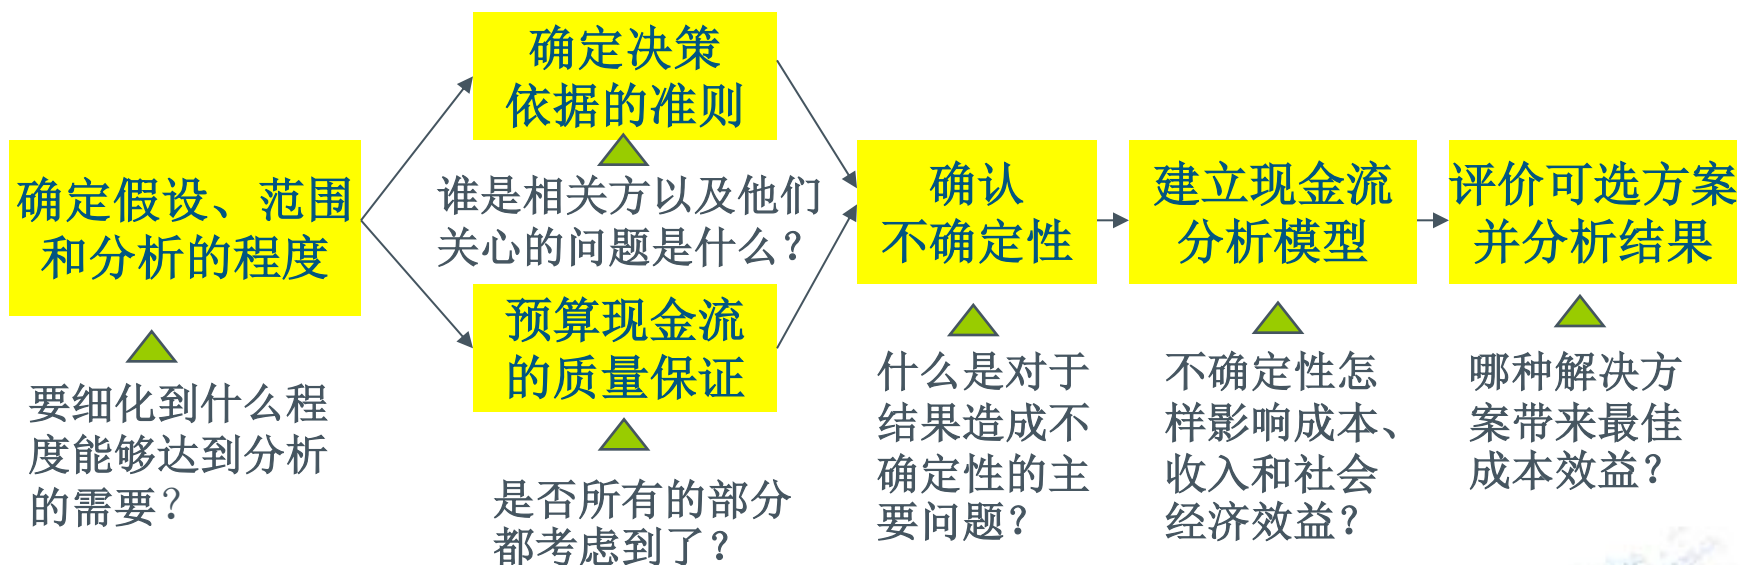 确定假设、范围
和分析的程度
要细化到什么程
度能够达到分析
的需要？
确定决策
依据的准则
谁是相关方以及他们
关心的问题是什么？
预算现金流
的质量保证
是否所有的部分
都考虑到了？
确认
不确定性
什么是对于
结果造成不
确定性的主
要问题？
建立现金流
分析模型
不确定性怎
样影响成本、
收入和社会
经济效益？
评价可选方案
并分析结果
哪种解决方
案带来最佳
成本效益？